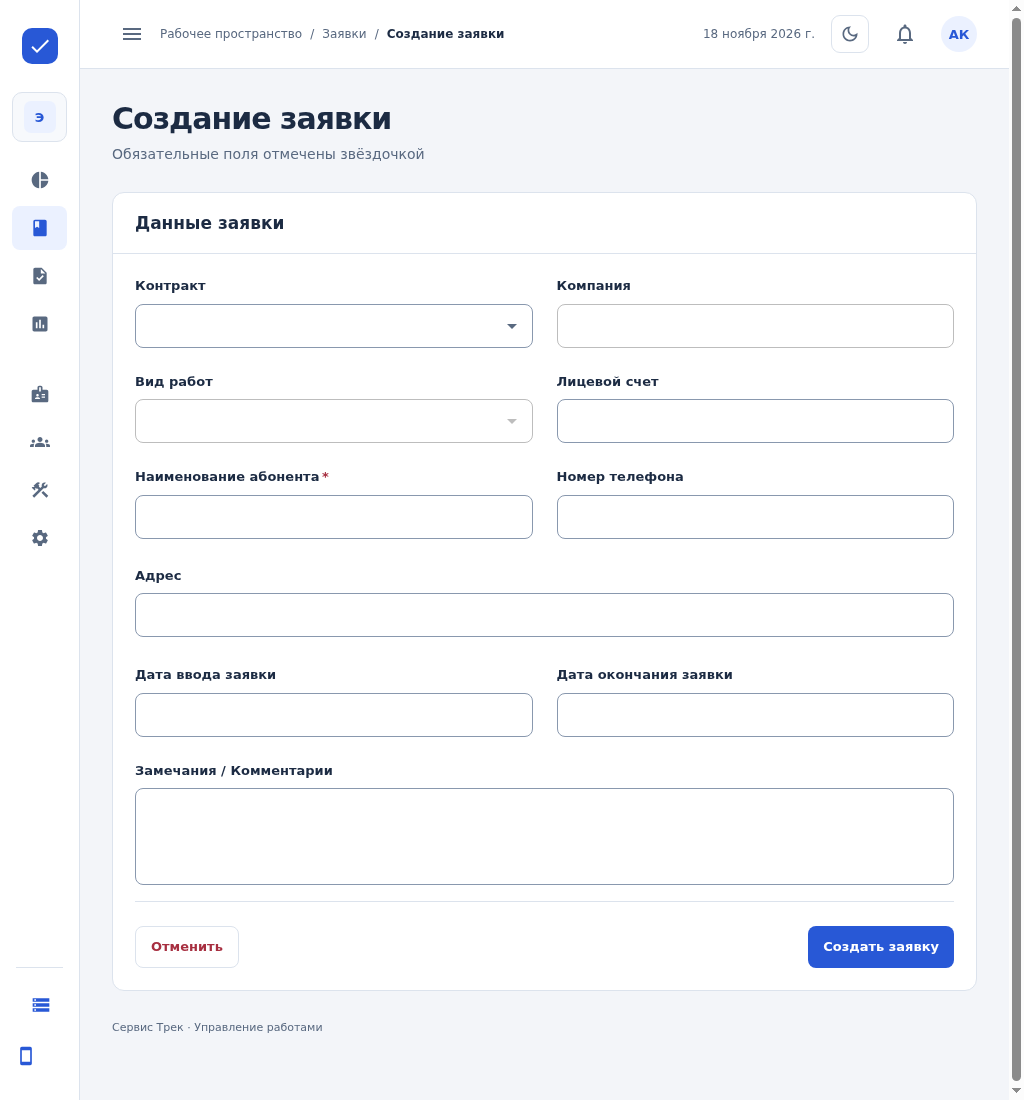 Рабочее пространство / Заявки / Создание заявки
18 ноября 2026 г.
АК
Э
Создание заявки
Обязательные поля отмечены звёздочкой
Данные заявки
Контракт
Компания
Вид работ
Лицевой счет
Наименование абонента *
Номер телефона
Адрес
Дата ввода заявки
Дата окончания заявки
Замечания / Комментарии
Отменить
Создать заявку
Сервис Трек · Управление работами